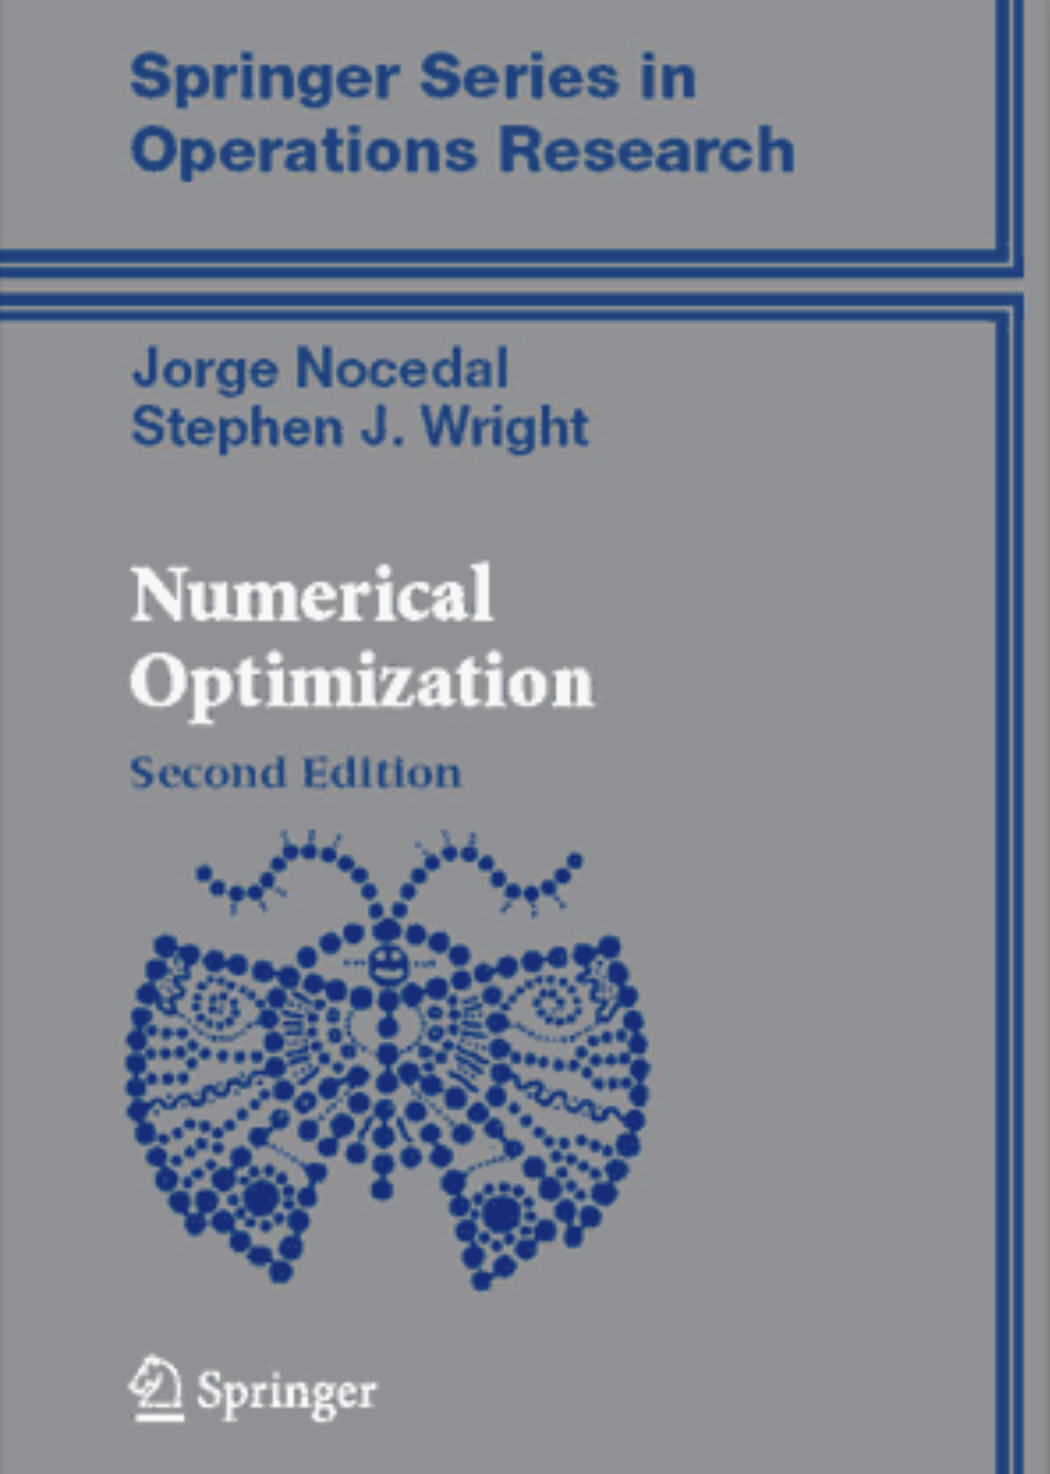 Springer Series in
Operations Research
Jorge Nocedal
Stephen J. Wright
Numerical
Optimization
Second Edition
Springer